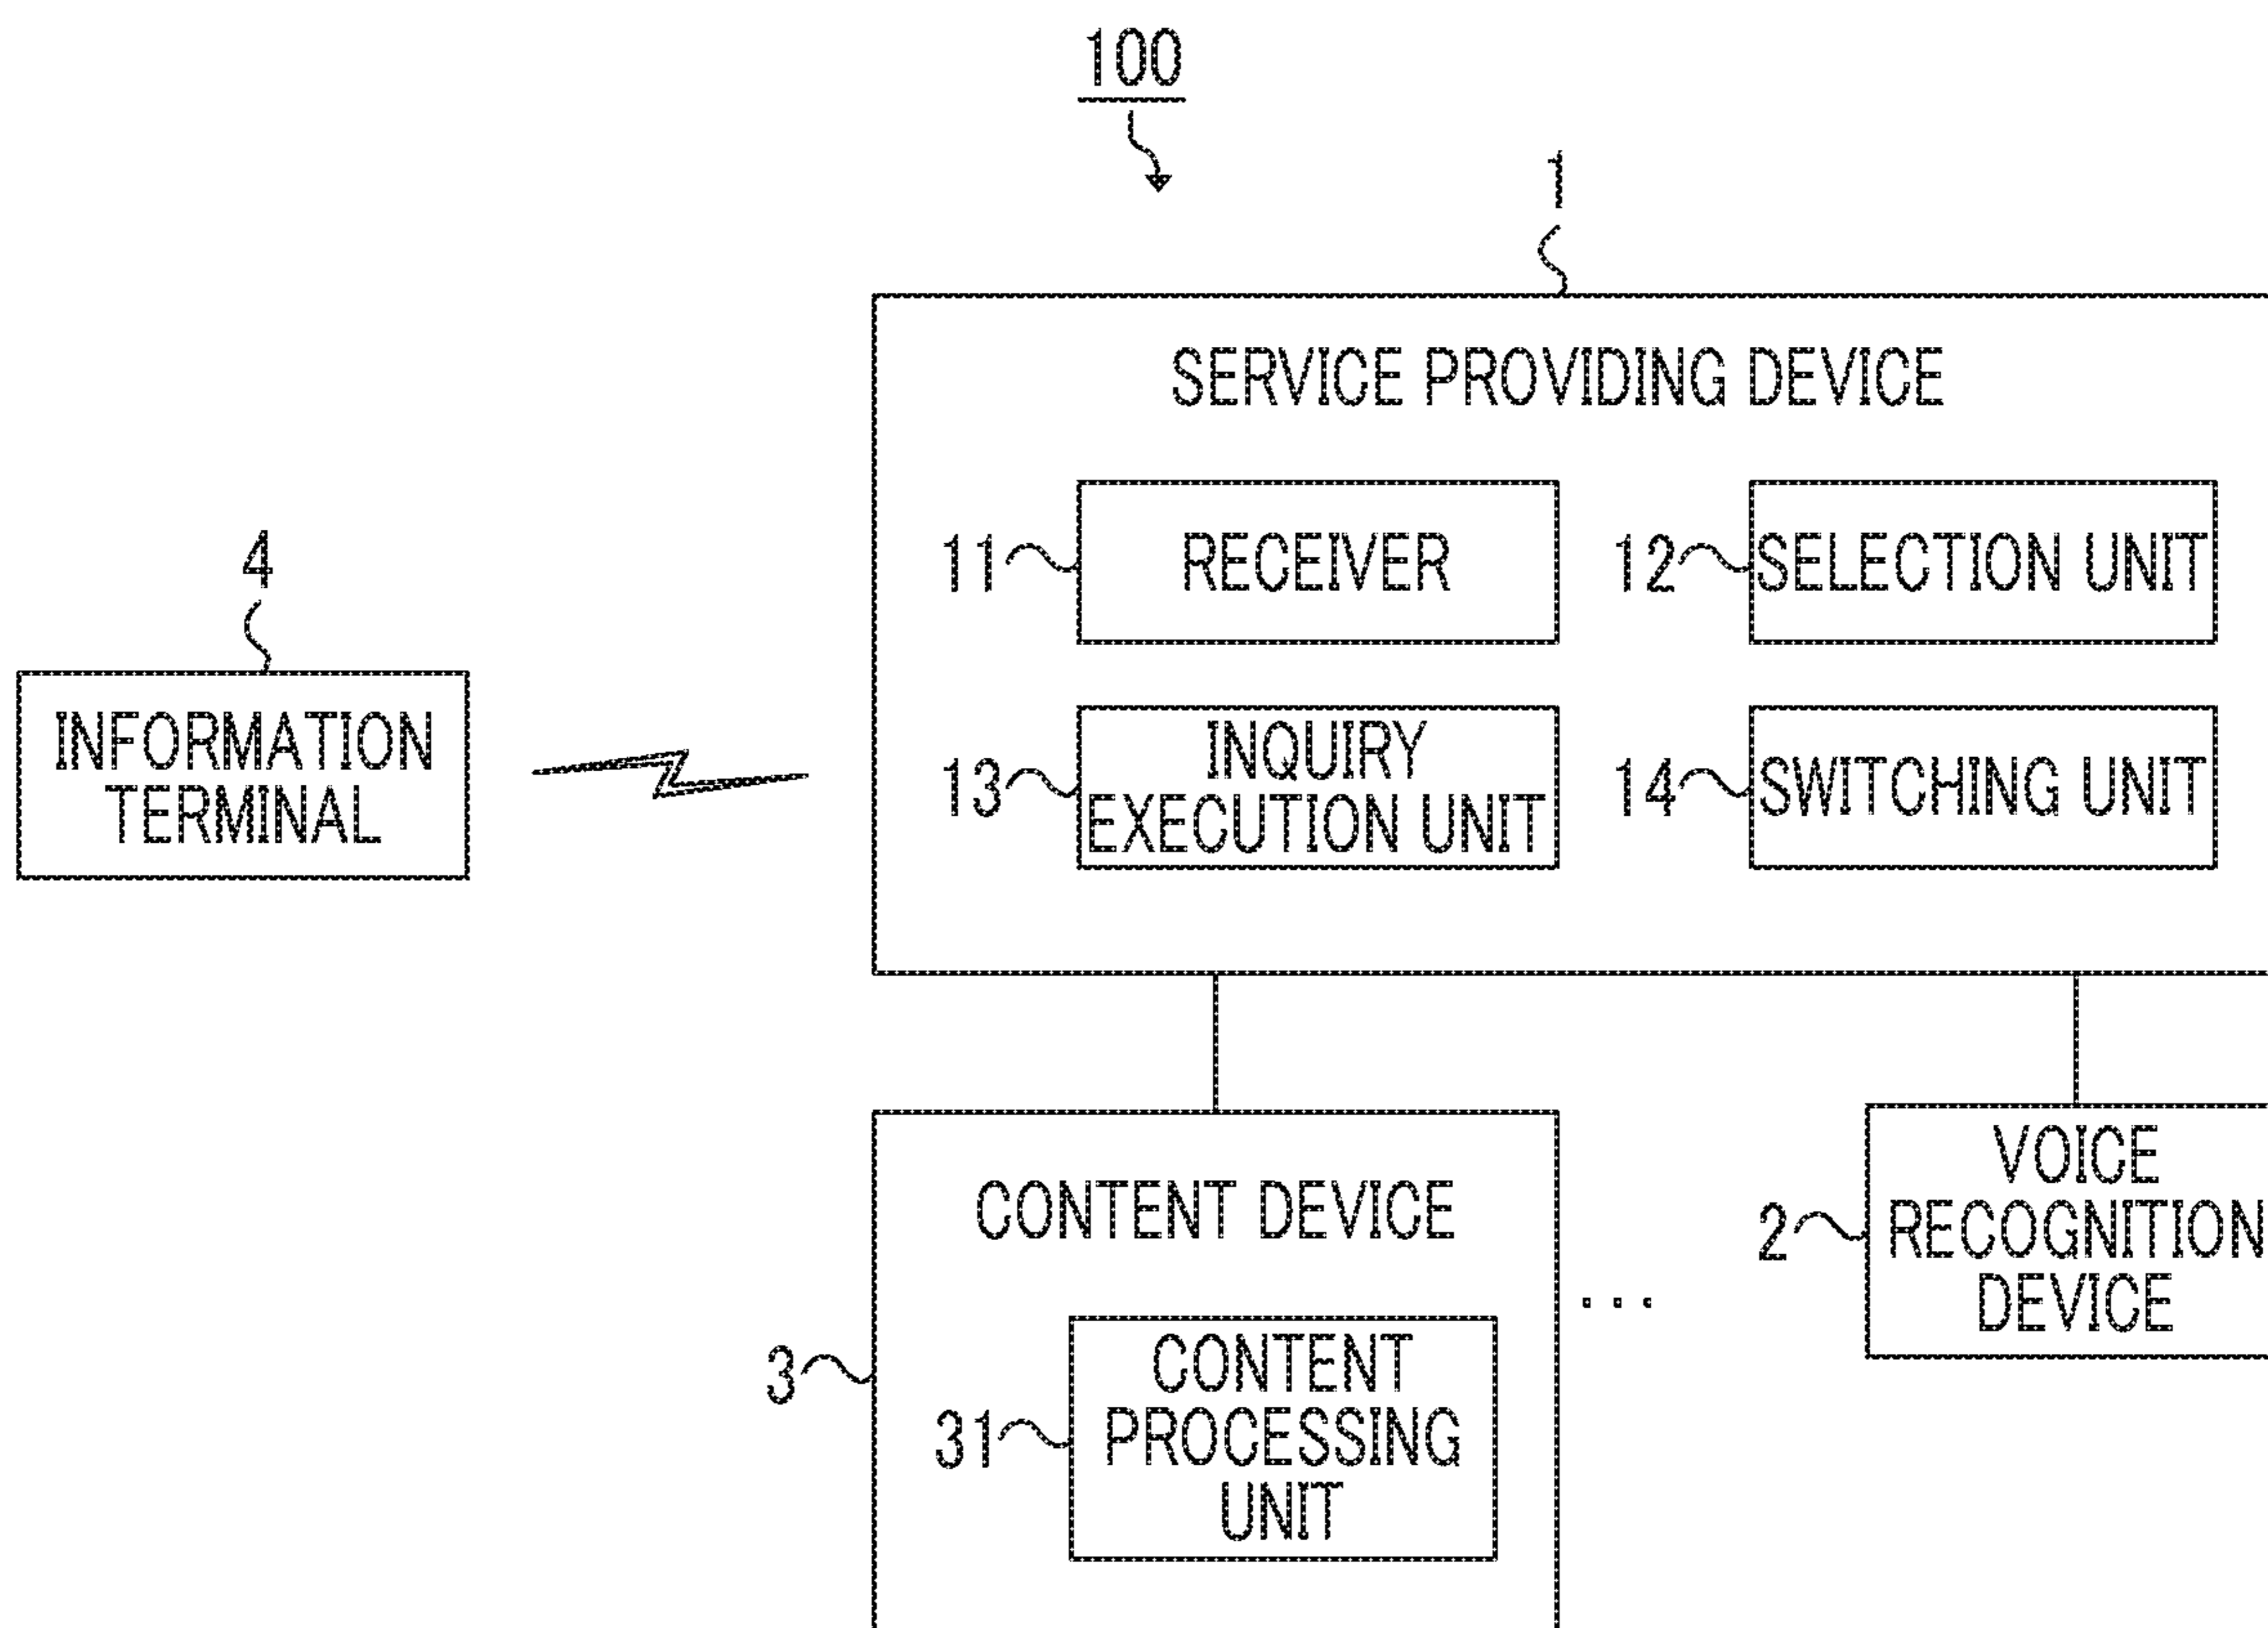 100
1
SERVICE PROVIDING DEVICE
11
RECEIVER
12
SELECTION UNIT
4
INFORMATION
TERMINAL
13
INQUIRY
EXECUTION UNIT
14
SWITCHING UNIT
CONTENT DEVICE
3
31
CONTENT
PROCESSING
UNIT
...
2
VOICE
RECOGNITION
DEVICE